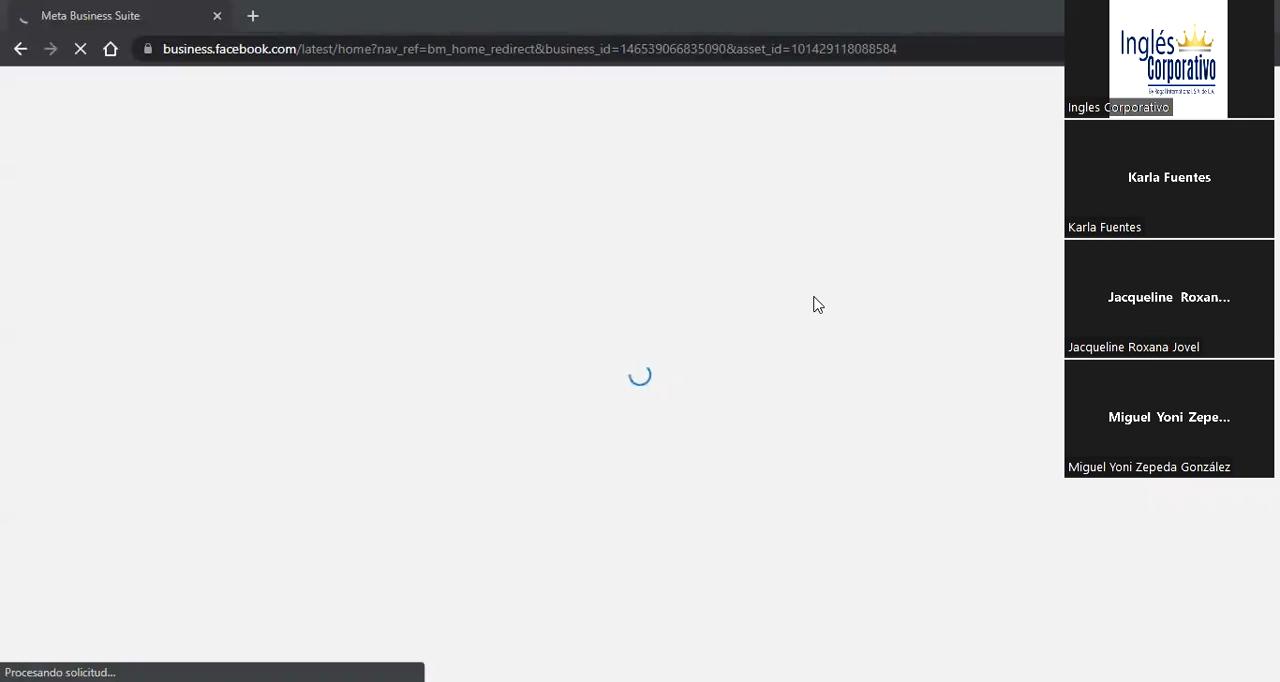 Meta Business Suite
business.facebook.com/latest/home?nav_ref=bm_home_redirect&business_id=146539066835090&asset_id=101429118088584
Inglés
Corporativo
Ingles Corporativo
Karla Fuentes
Karla Fuentes
Jacqueline Roxan...
Jacqueline Roxana Jovel
Miguel Yoni Zepe...
Miguel Yoni Zepeda González
Procesando solicitud...